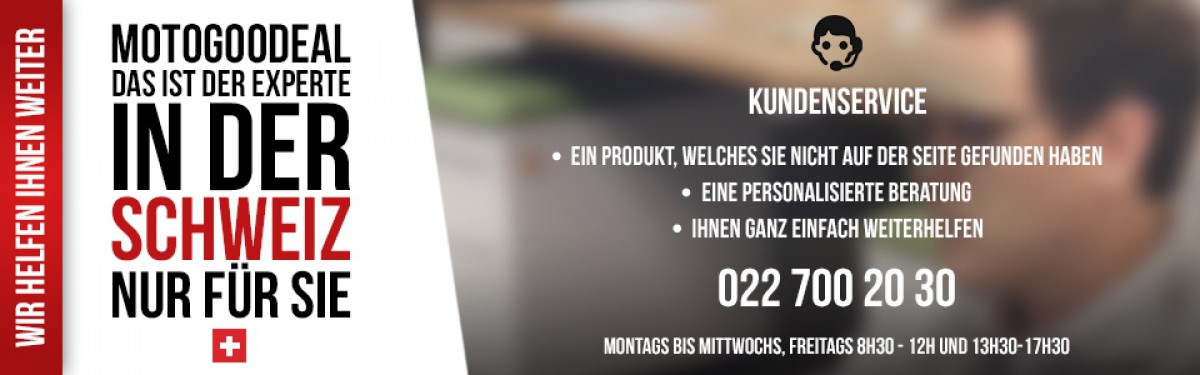 WIR HELFEN IHNEN WEITER
MOTOGOODEAL
DAS IST DER EXPERTE
IN DER
SCHWEIZ
NUR FÜR SIE
KUNDENSERVICE
• EIN PRODUKT, WELCHES SIE NICHT AUF DER SEITE GEFUNDEN HABEN
• EINE PERSONALISIERTE BERATUNG
• IHNEN GANZ EINFACH WEITERHELFEN
022 700 20 30
MONTAGS BIS MITTWOCHS, FREITAGS 8H30 - 12H UND 13H30-17H30